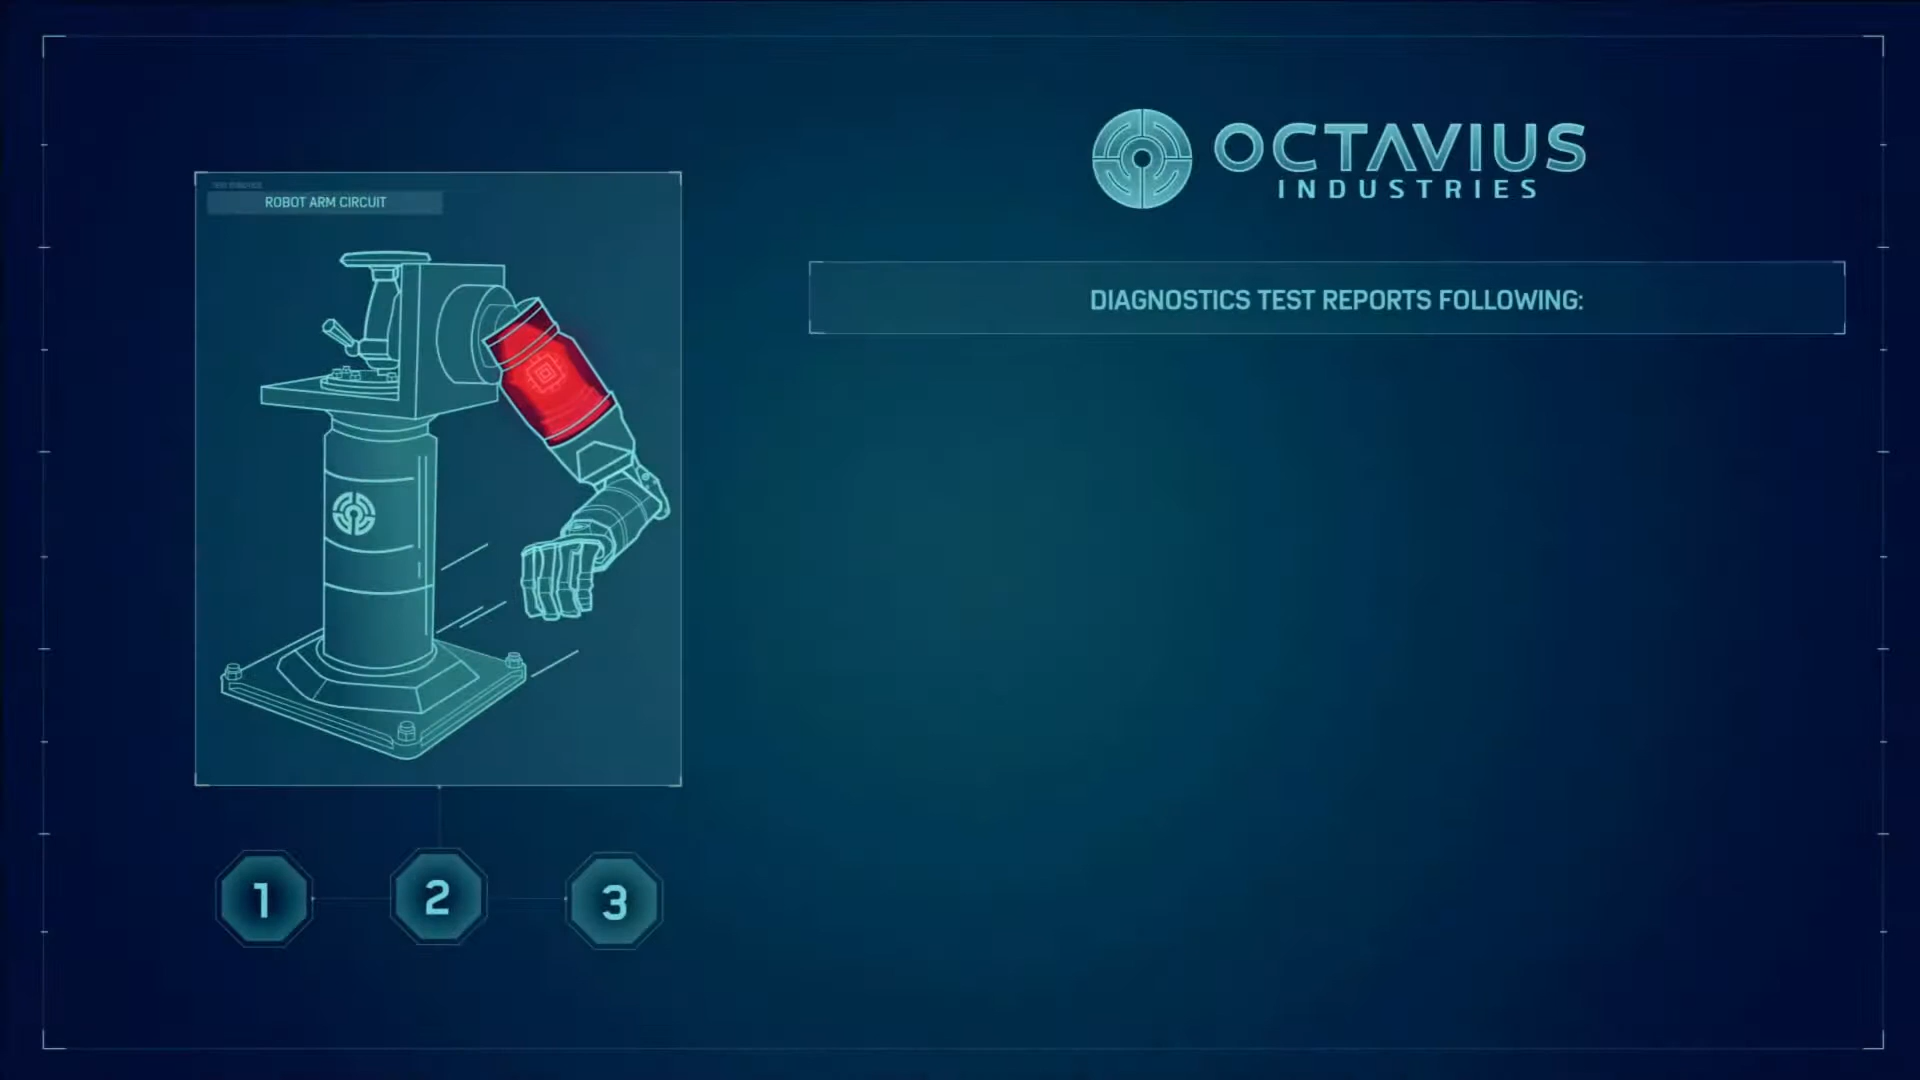 OCTAVIUS
INDUSTRIES
ROBOT ARM CIRCUIT
DIAGNOSTICS TEST REPORTS FOLLOWING:
1
2
3